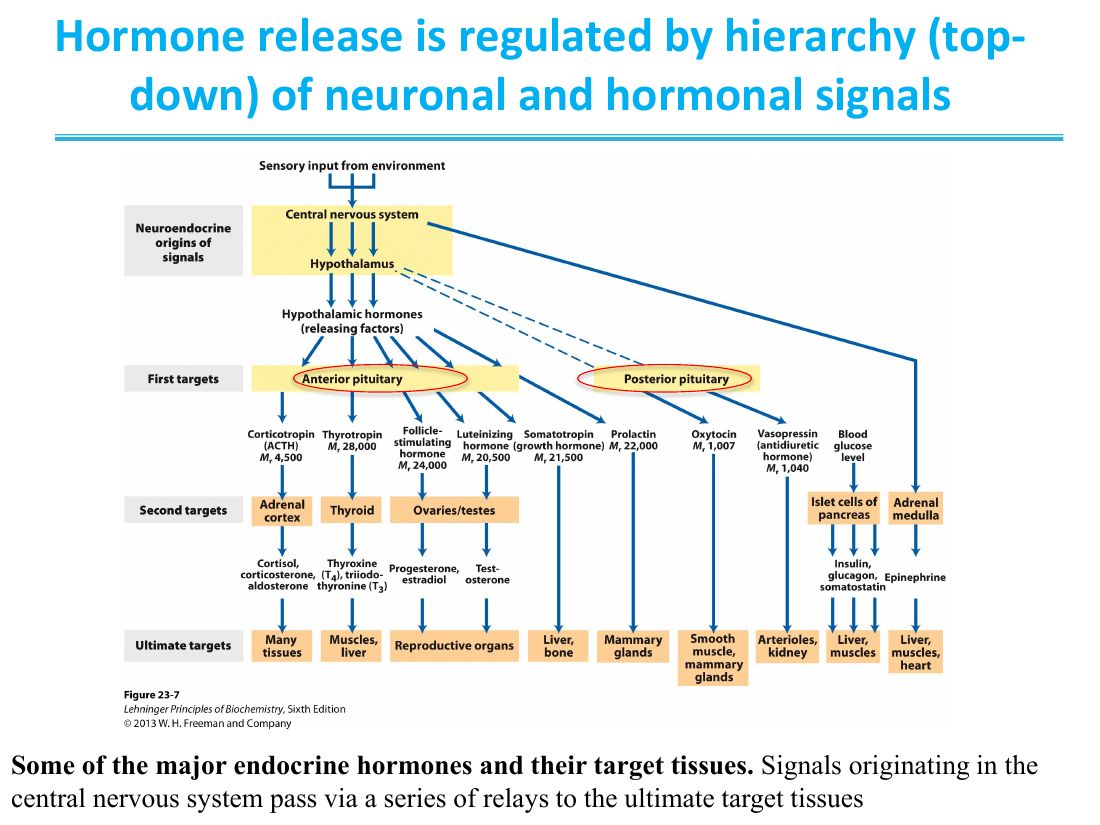 Hormone release is regulated by hierarchy (top-
down) of neuronal and hormonal signals
Sensory input from environment
Neuroendocrine
origins of
signals
Central nervous system
Hypothalamus
Hypothalamic hormones
(releasing factors)
First targets
Anterior pituitary
Posterior pituitary
Corticotropin
(ACTH)
Mr 4,500
Thyrotropin
Mr 28,000
Follicle-
stimulating
hormone
Mr 24,000
Luteinizing
hormone
Mr 20,500
Somatotropin
(growth hormone)
Mr 21,500
Prolactin
Mr 22,000
Oxytocin
Mr 1,007
Vasopressin
(antidiuretic
hormone)
Mr 1,040
Blood
glucose
level
Second targets
Adrenal
cortex
Thyroid
Ovaries/testes
Islet cells of
pancreas
Adrenal
medulla
Cortisol,
corticosterone,
aldosterone
Thyroxine
(T4), triiodo-
thyronine (T3)
Progesterone,
estradiol
Test-
osterone
Insulin,
glucagon,
somatostatin
Epinephrine
Ultimate targets
Many
tissues
Muscles,
liver
Reproductive organs
Liver,
bone
Mammary
glands
Smooth
muscle,
mammary
glands
Arterioles,
kidney
Liver,
muscles
Liver,
muscles,
heart
Figure 23-7
Lehninger Principles of Biochemistry, Sixth Edition
© 2013 W. H. Freeman and Company
Some of the major endocrine hormones and their target tissues. Signals originating in the
central nervous system pass via a series of relays to the ultimate target tissues